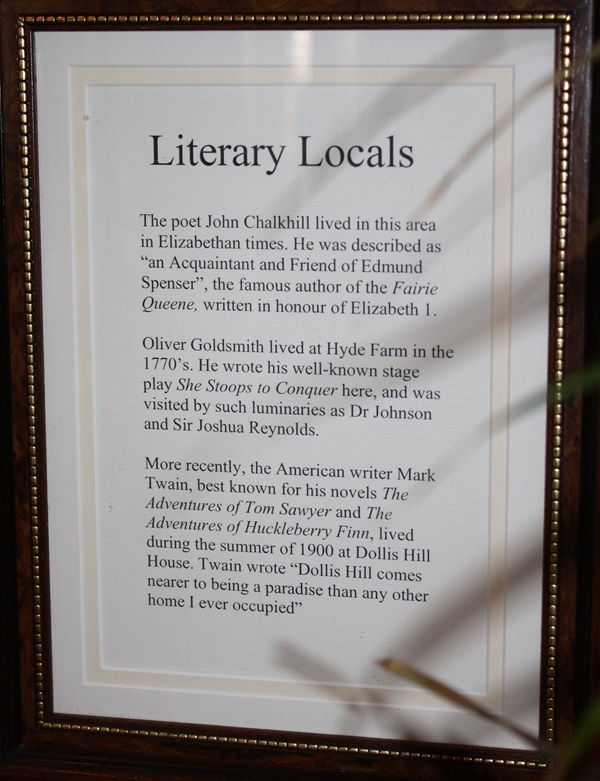 Literary Locals
The poet John Chalkhill lived in this area
in Elizabethan times. He was described as
“an Acquaintant and Friend of Edmund
Spenser”, the famous author of the Fairie
Queene, written in honour of Elizabeth 1.
Oliver Goldsmith lived at Hyde Farm in the
1770’s. He wrote his well-known stage
play She Stoops to Conquer here, and was
visited by such luminaries as Dr Johnson
and Sir Joshua Reynolds.
More recently, the American writer Mark
Twain, best known for his novels The
Adventures of Tom Sawyer and The
Adventures of Huckleberry Finn, lived
during the summer of 1900 at Dollis Hill
House. Twain wrote “Dollis Hill comes
nearer to being a paradise than any other
home I ever occupied”